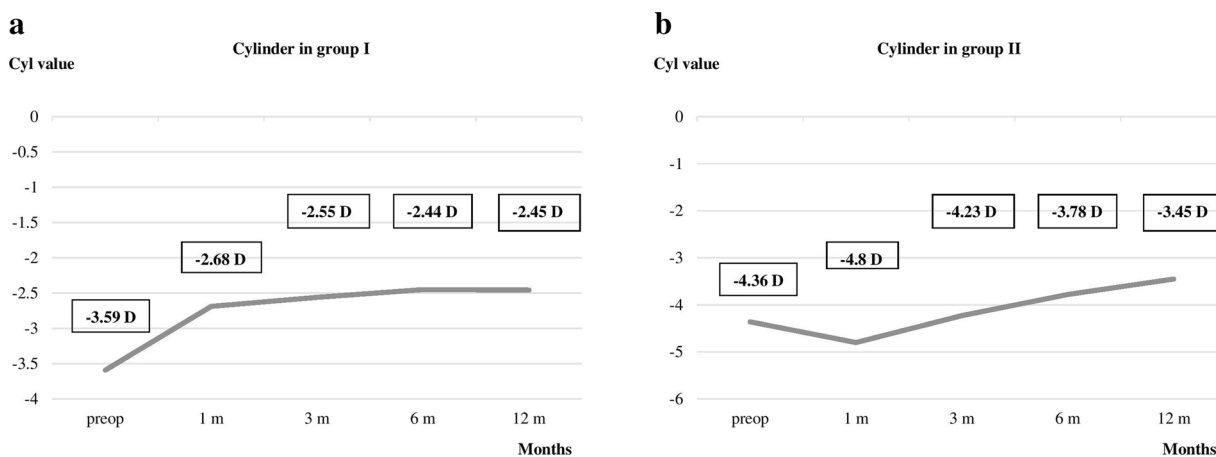 a
Cylinder in group I
Cyl value
0
-0.5
-1
-1.5
-2
-2.5
-3
-3.5
-4
-3.59 D
-2.68 D
-2.55 D
-2.44 D
-2.45 D
preop 1 m 3 m 6 m 12 m
Months
b
Cylinder in group II
Cyl value
0
-1
-2
-3
-4
-5
-6
-4.36 D
-4.8 D
-4.23 D
-3.78 D
-3.45 D
preop 1 m 3 m 6 m 12 m
Months